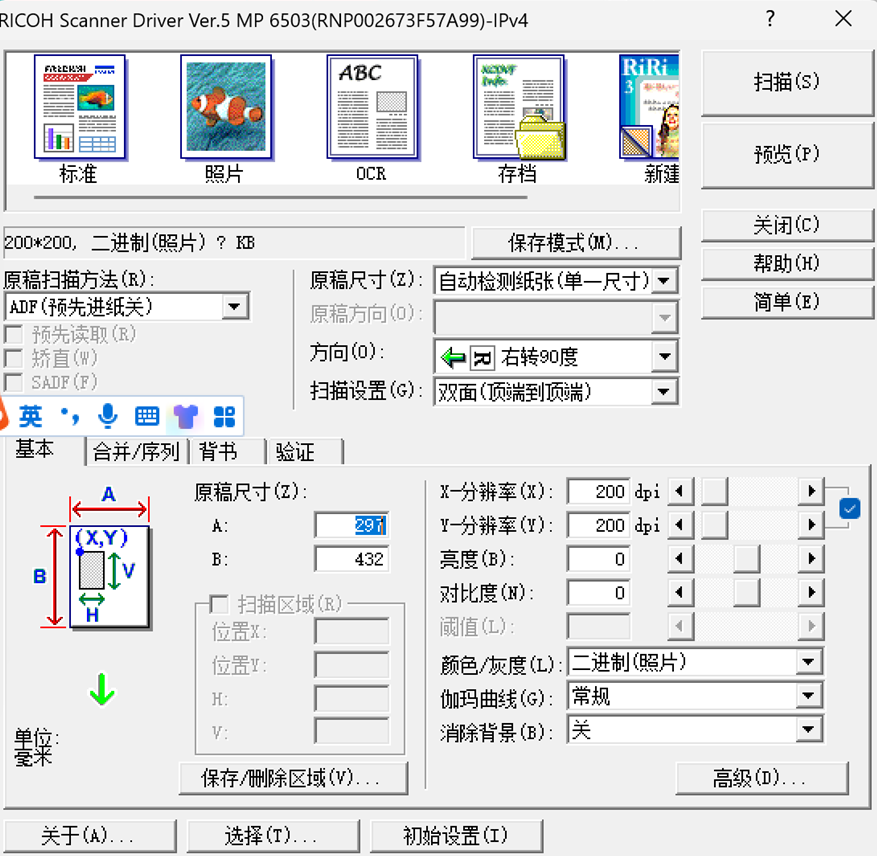 RICOH Scanner Driver Ver.5 MP 6503(RNP002673F57A99)-IPv4
?
ABC
RiRi
3
标准
照片
OCR
存档
新建
扫描(S)
预览(P)
关闭(C)
帮助(H)
简单(E)
200*200, 二进制(照片) ? KB
保存模式(M)...
原稿扫描方法(R):
ADF(预先进纸关)
预先读取(R)
矫直(W)
SADF(F)
原稿尺寸(Z):
自动检测纸张(单一尺寸)
原稿方向(O):
方向(O):
R 右转90度
扫描设置(G):
双面(顶端到顶端)
英
基本
合并/序列
背书
验证
A
B
(X,Y)
V
H
单位:
毫米
原稿尺寸(Z):
A: 297
B: 432
扫描区域(R)
位置X:
位置Y:
H:
V:
保存/删除区域(V)...
X-分辨率(X): 200 dpi
Y-分辨率(Y): 200 dpi
亮度(B): 0
对比度(N): 0
阈值(L):
颜色/灰度(L): 二进制(照片)
伽玛曲线(G): 常规
消除背景(B): 关
高级(D)...
关于(A)...
选择(T)...
初始设置(I)